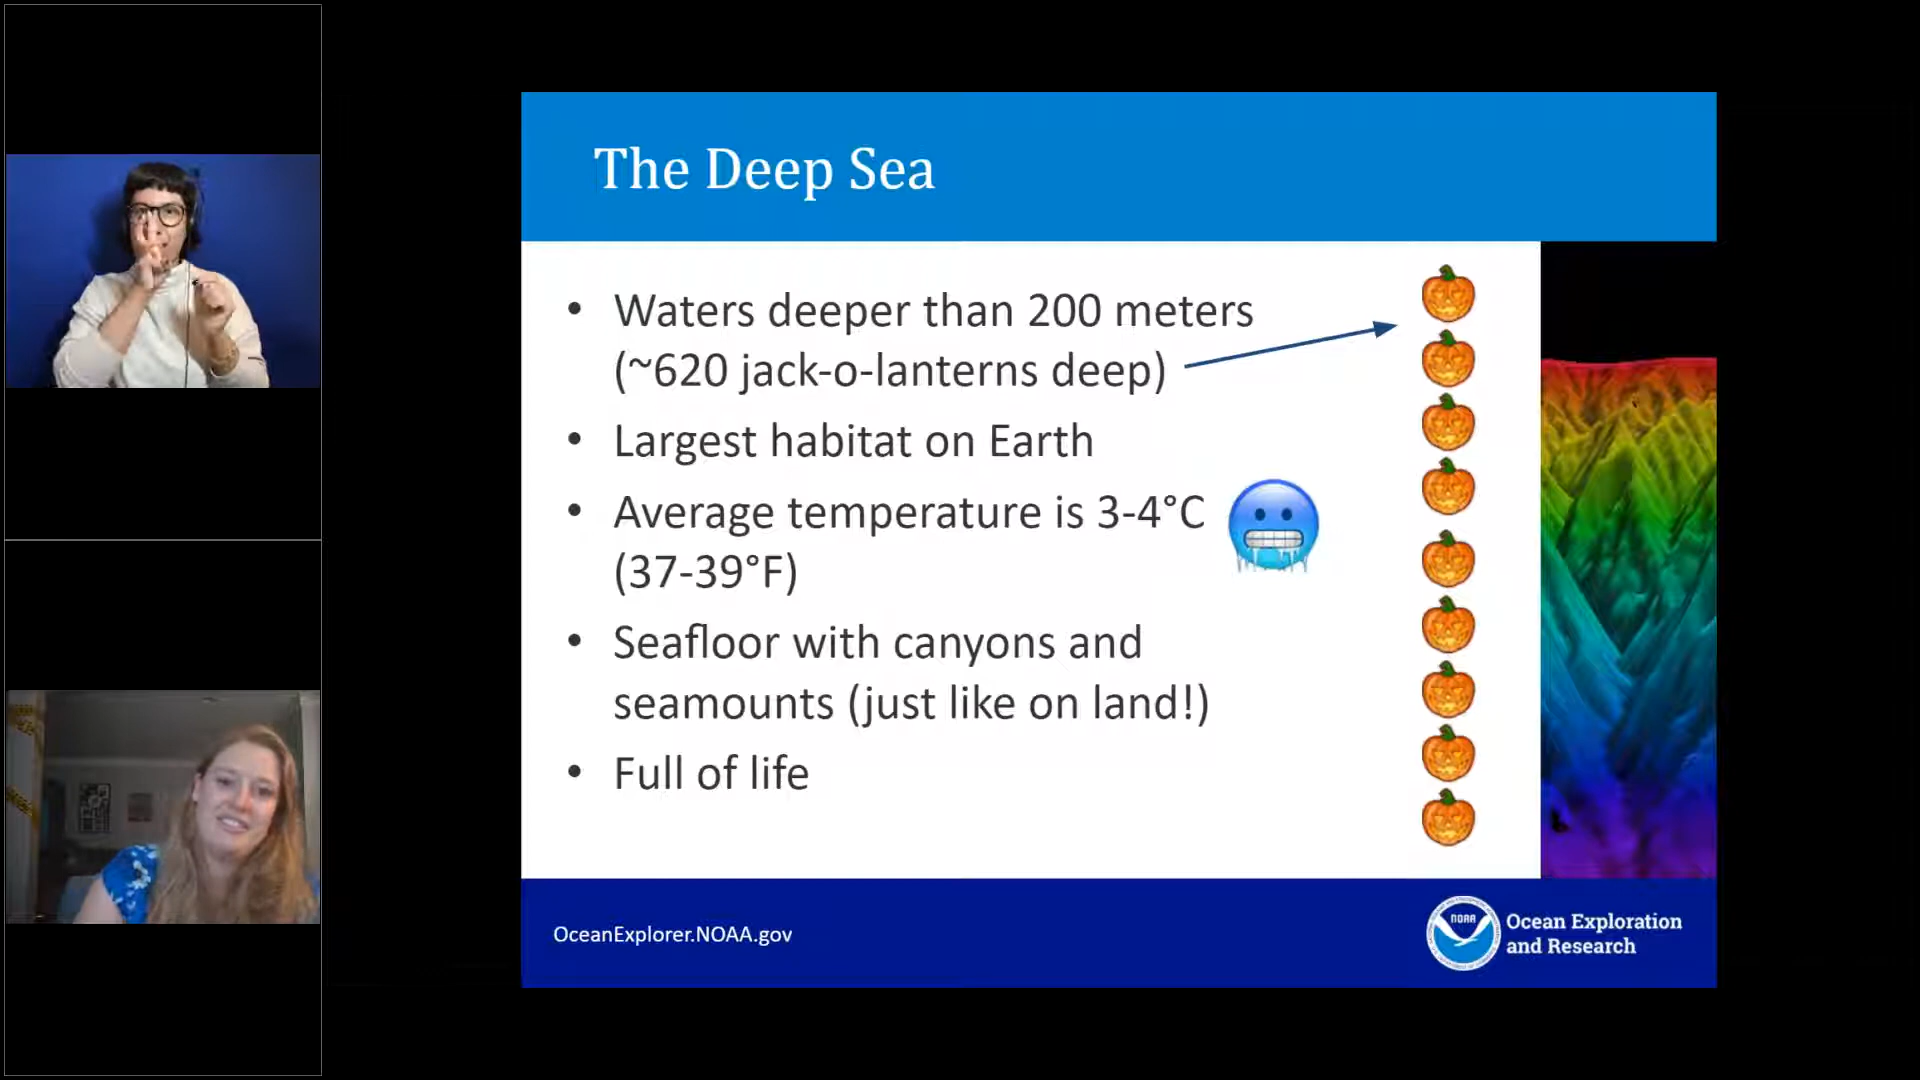 The Deep Sea
• Waters deeper than 200 meters
(~620 jack-o-lanterns deep)
• Largest habitat on Earth
• Average temperature is 3-4°C
(37-39°F)
• Seafloor with canyons and
seamounts (just like on land!)
• Full of life
OceanExplorer.NOAA.gov
NOAA
Ocean Exploration
and Research